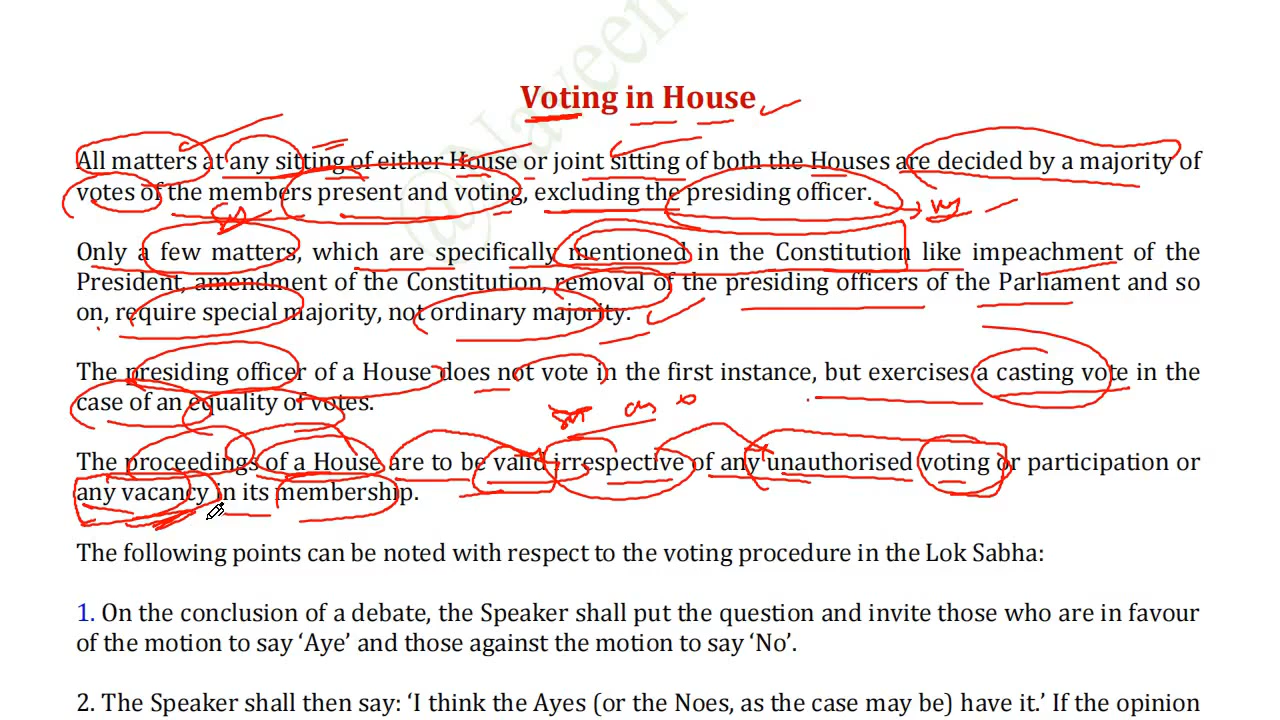 Voting in House
All matters at any sitting of either House or joint sitting of both the Houses are decided by a majority of
votes of the members present and voting, excluding the presiding officer.
Only a few matters, which are specifically mentioned in the Constitution like impeachment of the
President, amendment of the Constitution, removal of the presiding officers of the Parliament and so
on, require special majority, not ordinary majority.
The presiding officer of a House does not vote in the first instance, but exercises a casting vote in the
case of an equality of votes.
The proceedings of a House are to be valid irrespective of any unauthorised voting or participation or
any vacancy in its membership.
The following points can be noted with respect to the voting procedure in the Lok Sabha:
1. On the conclusion of a debate, the Speaker shall put the question and invite those who are in favour
of the motion to say ‘Aye’ and those against the motion to say ‘No’.
2. The Speaker shall then say: ‘I think the Ayes (or the Noes, as the case may be) have it.’ If the opinion
@Naveen